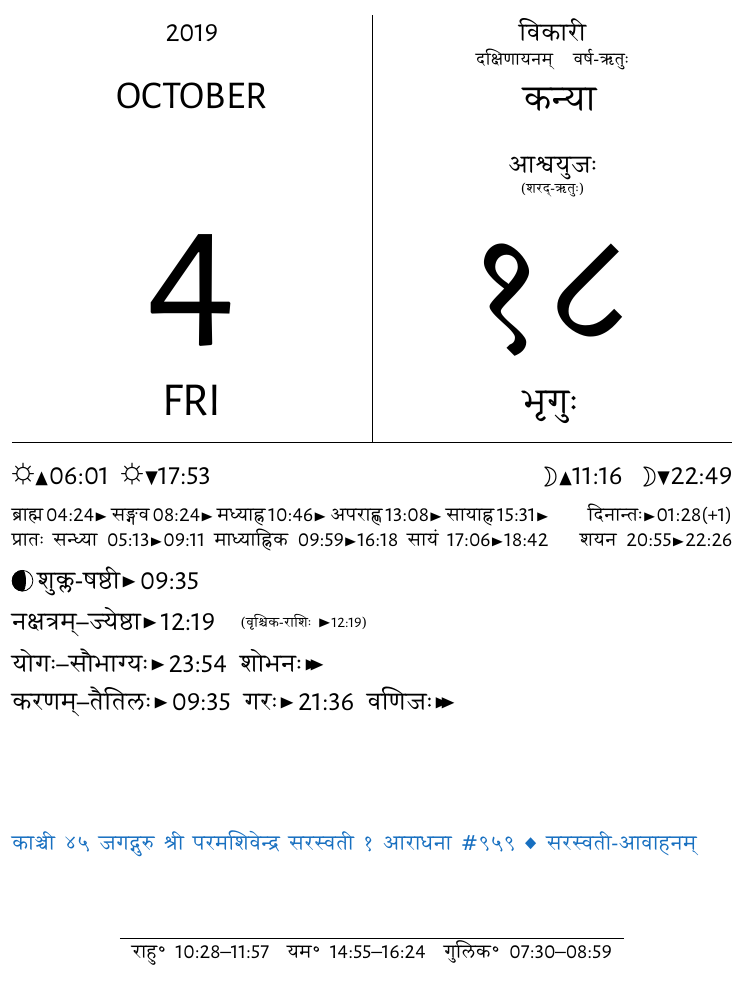 2019
OCTOBER
4
FRI
विकारी
दक्षिणायनम् वर्ष-ऋतुः
कन्या
आश्वयुजः
(शरद्-ऋतुः)
१८
भृगुः
☼▲06:01 ☼▼17:53 ☽▲11:16 ☽▼22:49
ब्राह्म 04:24► सङ्गव 08:24► मध्याह्न 10:46► अपराह्ण 13:08► सायाह्न 15:31► दिनान्तः►01:28(+1)
प्रातः सन्ध्या 05:13►09:11 माध्याह्निक 09:59►16:18 सायं 17:06►18:42 शयन 20:55►22:26
शुक्ल-षष्ठी► 09:35
नक्षत्रम्–ज्येष्ठा►12:19 (वृश्चिक-राशिः ►12:19)
योगः–सौभाग्यः► 23:54 शोभनः►►
करणम्–तैतिलः► 09:35 गरः► 21:36 वणिजः►►
काञ्ची ४५ जगद्गुरु श्री परमशिवेन्द्र सरस्वती १ आराधना #९५९ ◆ सरस्वती-आवाहनम्
राहु° 10:28–11:57 यम° 14:55–16:24 गुलिक° 07:30–08:59